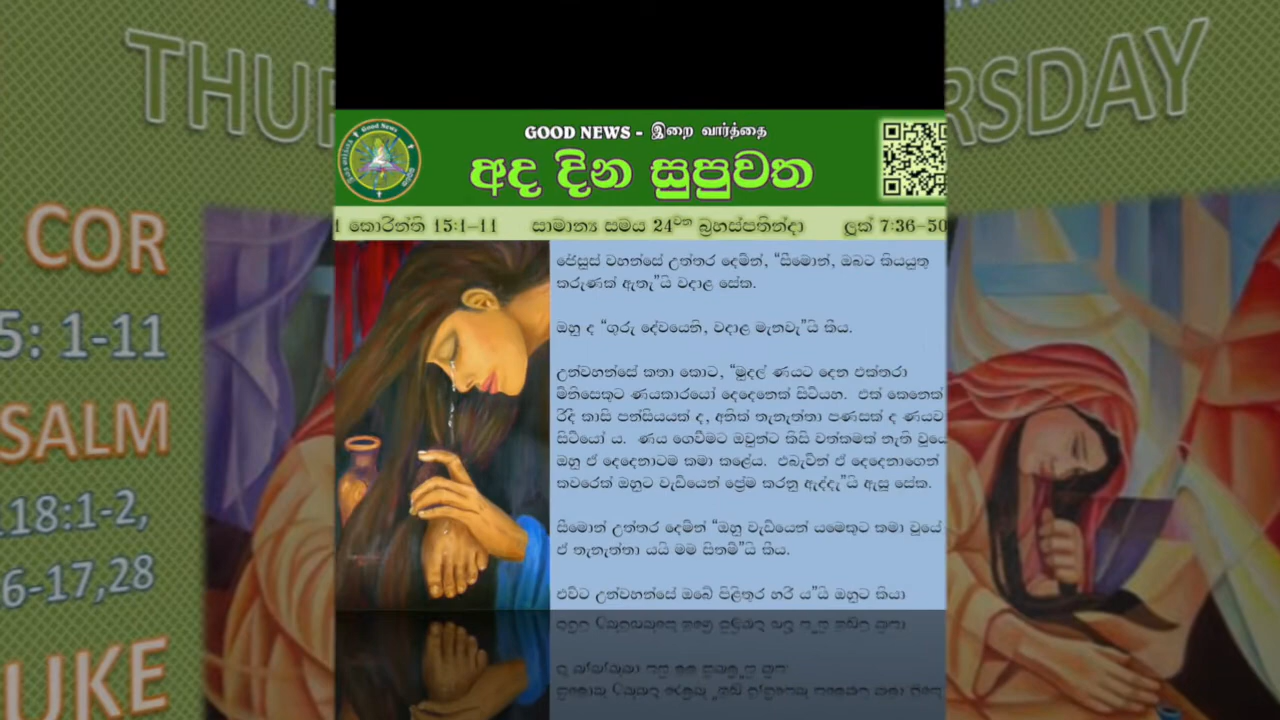 THURSDAY
COR
5: 1-11
SALM
18:1-2,
6-17,28
UKE
Good News
GOOD NEWS - இறை வார்த்தை
අද දින සුපුවත
1 කොරින්ති 15:1–11 සාමාන්‍ය සමය 24වන බ්‍රහස්පතින්දා ලූක් 7:36–50
ජේසුස් වහන්සේ උත්තර දෙමින්, “සීමොන්, ඔබට කියයුතු
කරුණක් ඇතැ”යි වදාළ සේක.
ඔහු ද “ගුරු දේවයෙනි, වදාළ මැනවැ”යි කීය.
උන්වහන්සේ කතා කොට, “මුදල් ණයට දෙන එක්තරා
මිනිසෙකුට ණයකාරයෝ දෙදෙනෙක් සිටියහ. එක් කෙනෙක්
රිදී කාසි පන්සියයක් ද, අනික් තැනැත්තා පණසක් ද ණයව
සිටියෝ ය. ණය ගෙවීමට ඔවුන්ට කිසි වත්කමක් නැති වූයෙ
ඔහු ඒ දෙදෙනාටම කමා කළේය. එබැවින් ඒ දෙදෙනාගෙන්
කවරෙක් ඔහුට වැඩියෙන් ප්‍රේම කරනු ඇද්දැ”යි ඇසූ සේක.
සීමොන් උත්තර දෙමින් “ඔහු වැඩියෙන් යමෙකුට කමා වූයේ
ඒ තැනැත්තා යයි මම සිතමි”යි කීය.
එවිට උන්වහන්සේ ඔබේ පිළිතුර හරි ය”යි ඔහුට කියා